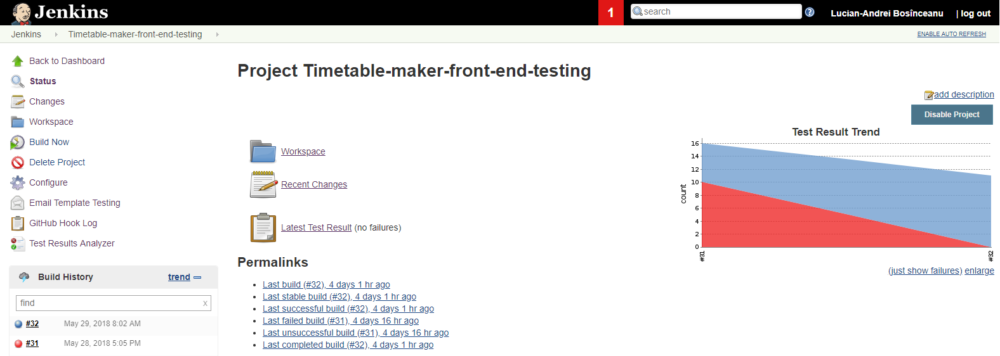 Jenkins
1
search
Lucian-Andrei Bosînceanu
| log out
Jenkins
Timetable-maker-front-end-testing
ENABLE AUTO REFRESH
Back to Dashboard
Status
Changes
Workspace
Build Now
Delete Project
Configure
Email Template Testing
GitHub Hook Log
Test Results Analyzer
Build History
trend
find
x
#32 May 29, 2018 8:02 AM
#31 May 28, 2018 5:05 PM
Project Timetable-maker-front-end-testing
add description
Disable Project
Workspace
Recent Changes
Latest Test Result (no failures)
Permalinks
Last build (#32), 4 days 1 hr ago
Last stable build (#32), 4 days 1 hr ago
Last successful build (#32), 4 days 1 hr ago
Last failed build (#31), 4 days 16 hr ago
Last unsuccessful build (#31), 4 days 16 hr ago
Last completed build (#32), 4 days 1 hr ago
Test Result Trend
16
14
12
10
8
6
4
2
0
count
#31
#32
(just show failures) enlarge